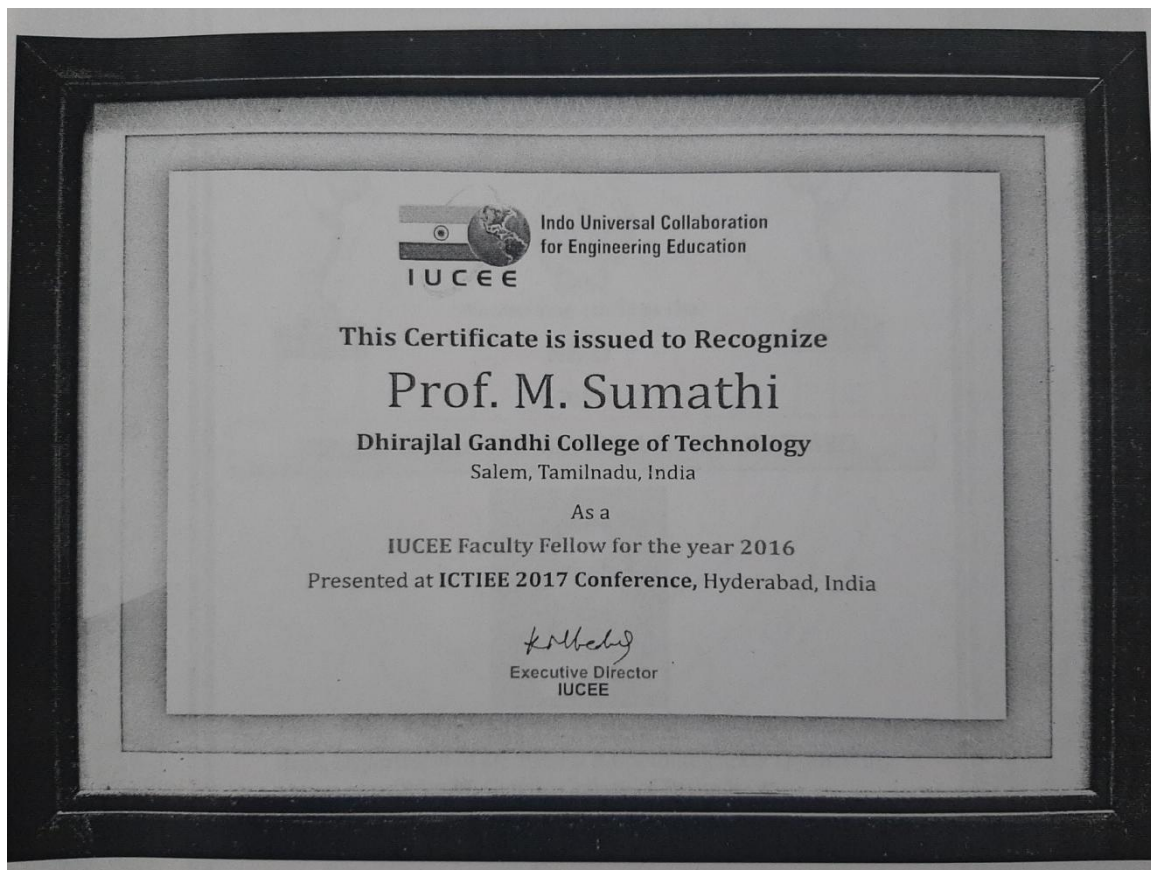 Indo Universal Collaboration
for Engineering Education
IUCEE
This Certificate is issued to Recognize
Prof. M. Sumathi
Dhirajlal Gandhi College of Technology
Salem, Tamilnadu, India
As a
IUCEE Faculty Fellow for the year 2016
Presented at ICTIEE 2017 Conference, Hyderabad, India
Executive Director
IUCEE